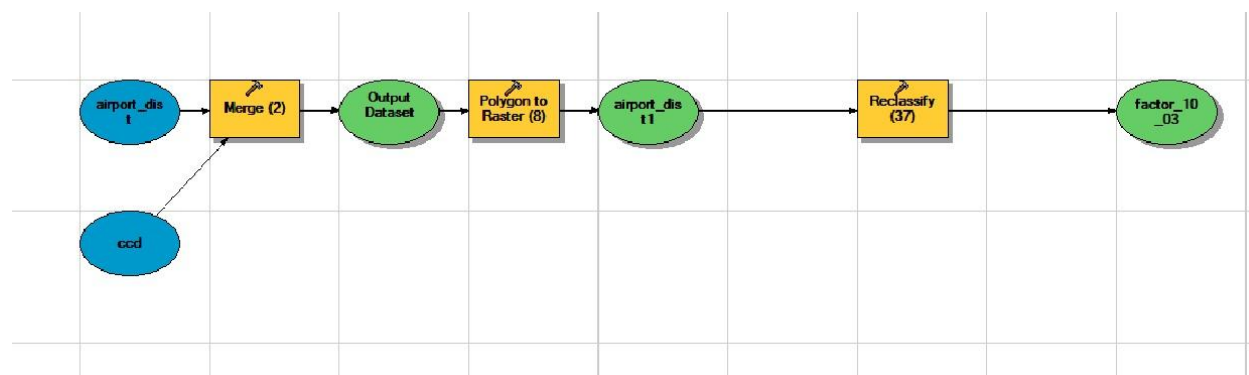 airport_dis
t
Merge (2)
Output
Dataset
Polygon to
Raster (8)
airport_dis
t1
Reclassify
(37)
factor_10
_03
ccd